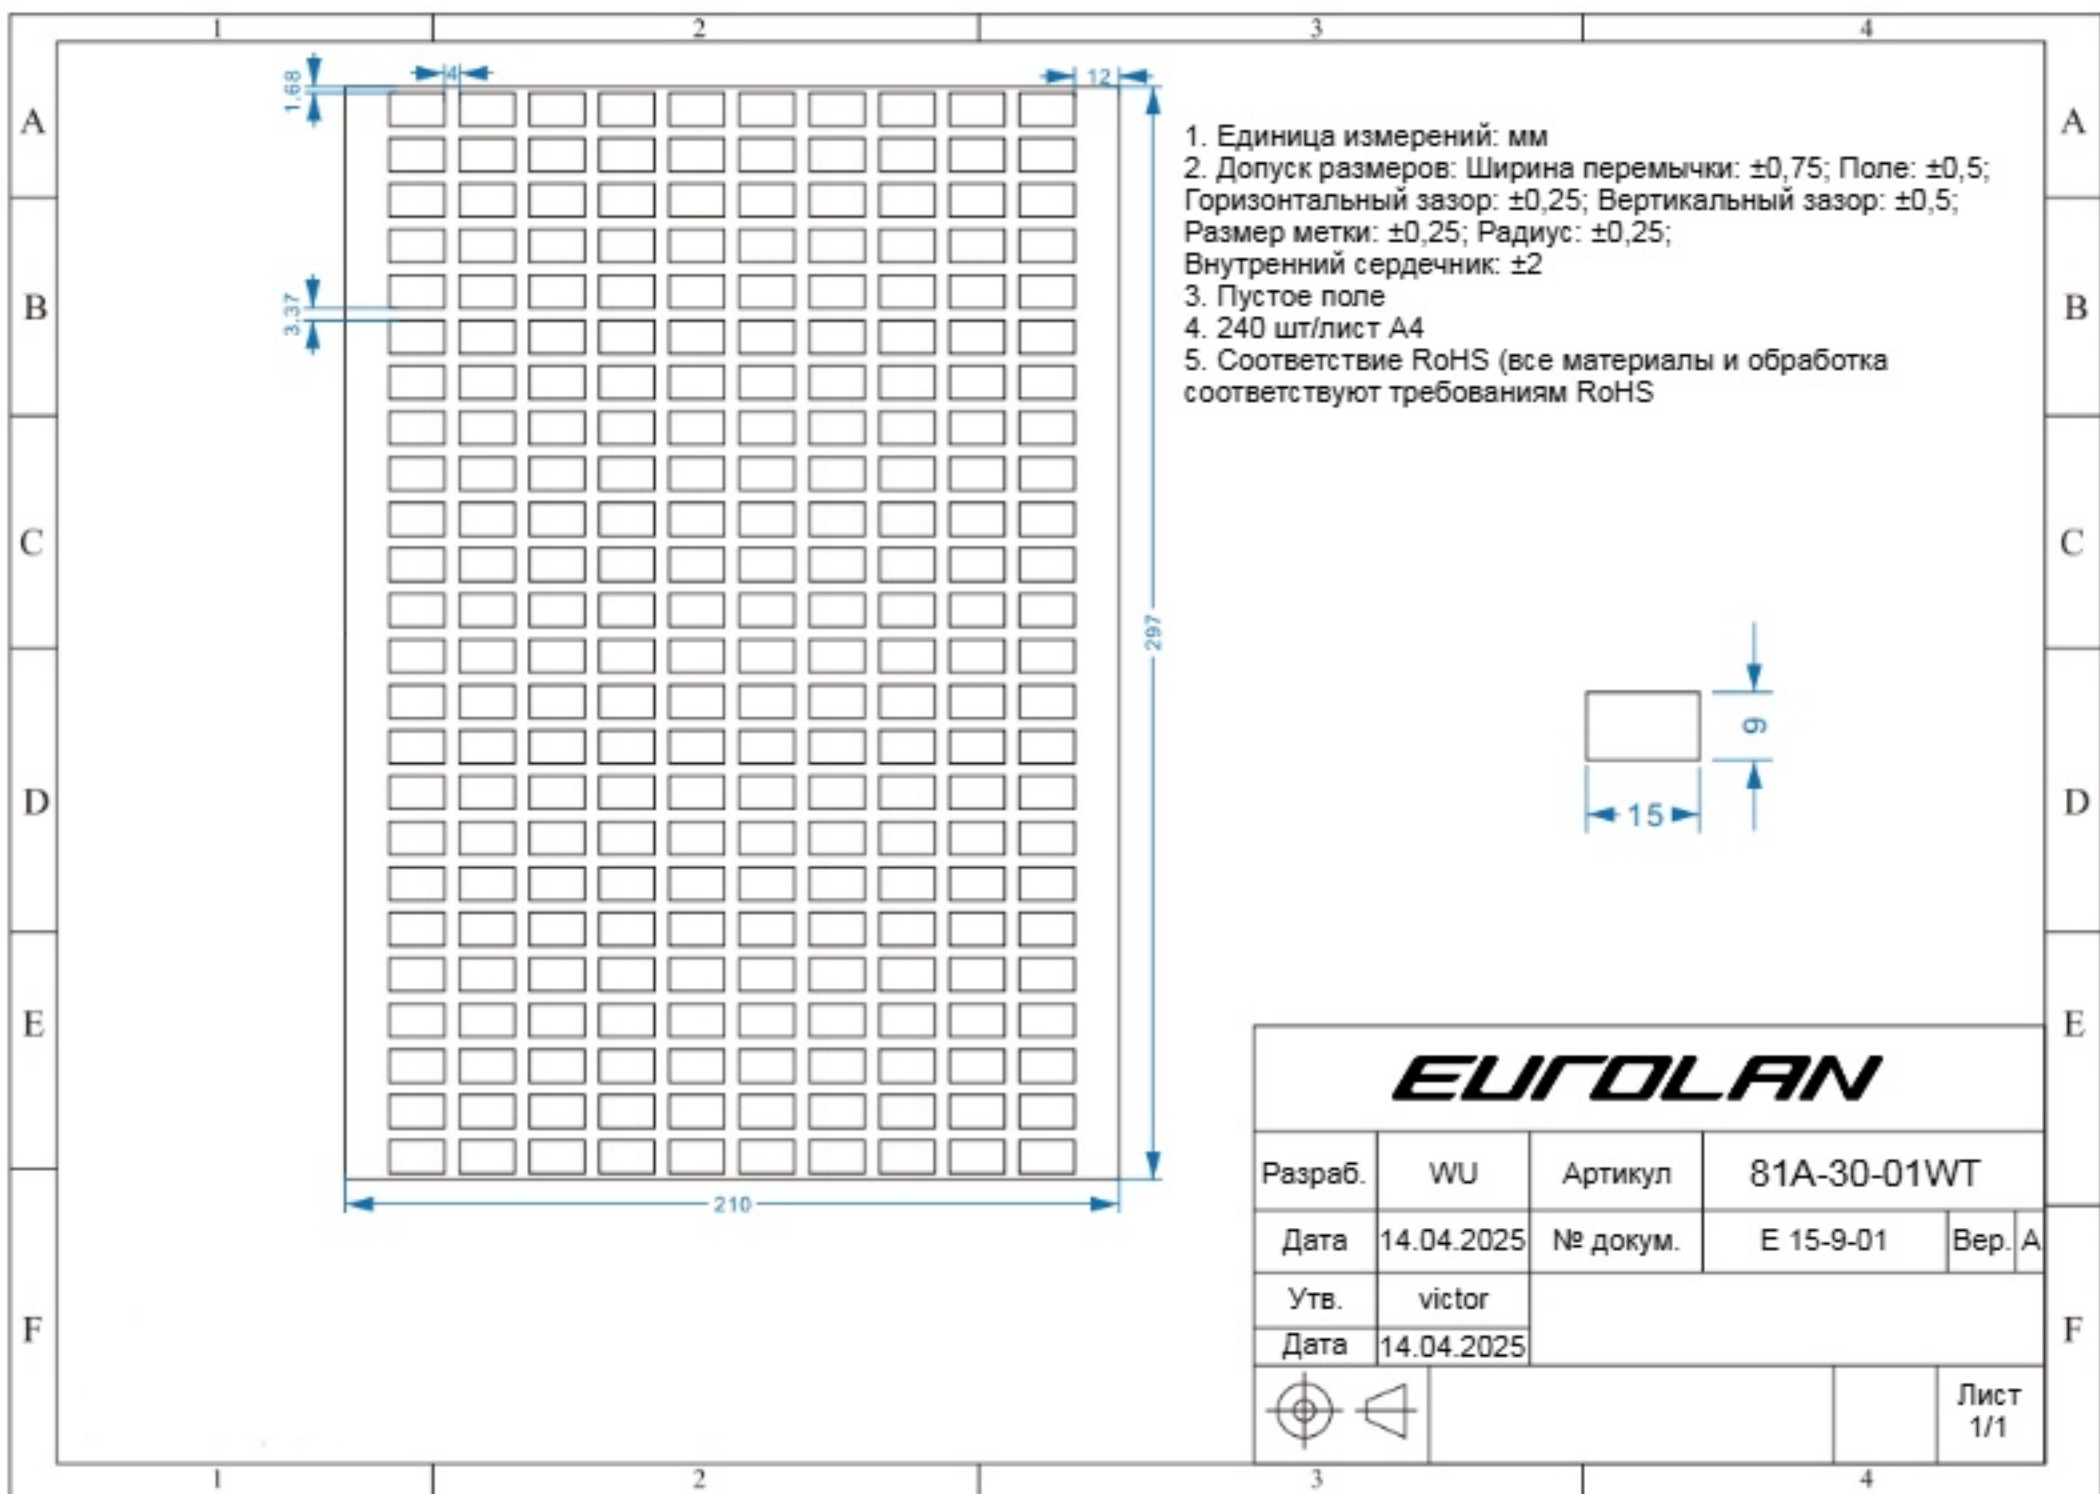 1 2 3 4
A A
B B
C C
D D
E E
F F
1.68
4
12
3.37
297
210
1. Единица измерений: мм
2. Допуск размеров: Ширина перемычки: ±0,75; Поле: ±0,5;
Горизонтальный зазор: ±0,25; Вертикальный зазор: ±0,5;
Размер метки: ±0,25; Радиус: ±0,25;
Внутренний сердечник: ±2
3. Пустое поле
4. 240 шт/лист А4
5. Соответствие RoHS (все материалы и обработка
соответствуют требованиям RoHS
9
15
EUROLAN
Разраб. WU Артикул 81A-30-01WT
Дата 14.04.2025 № докум. E 15-9-01 Вер. A
Утв. victor
Дата 14.04.2025
Лист
1/1
1 2 3 4